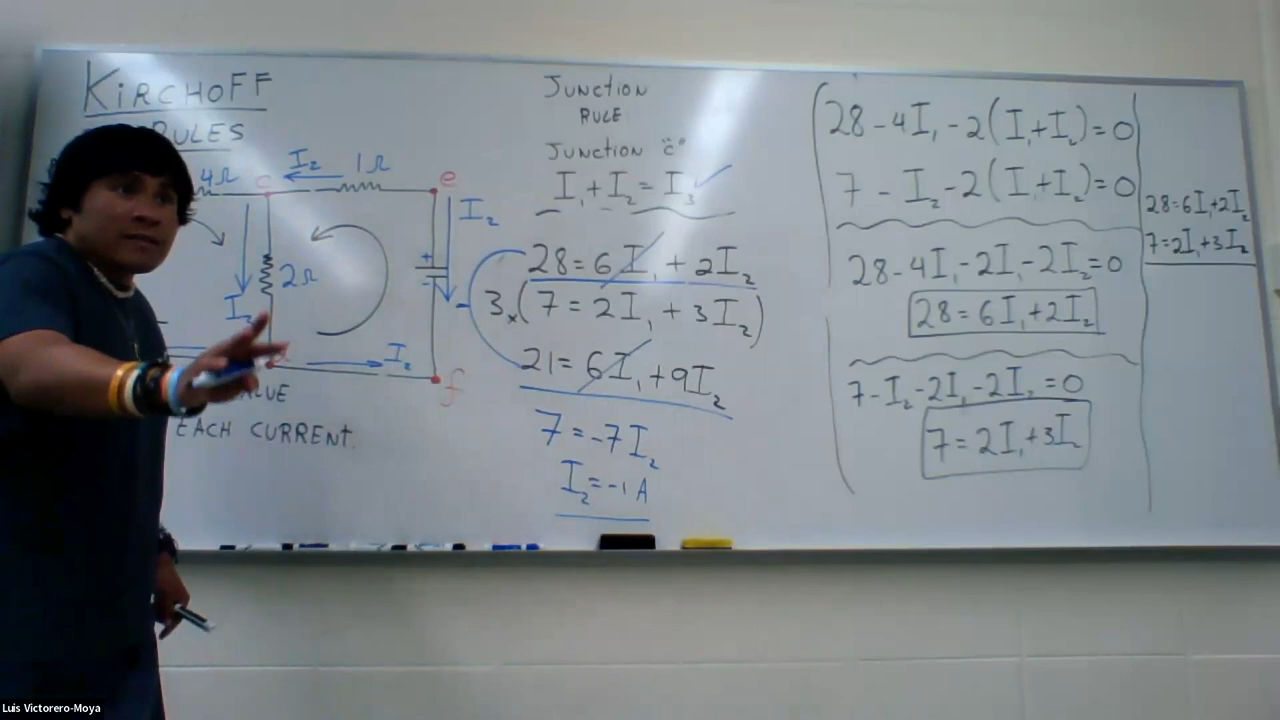 KIRCHOFF
RULES
4Ω
c
I₂
1Ω
e
I₂
2Ω
+
-
I₂
f
VALUE
EACH CURRENT.
Junction
RULE
Junction "c"
I₁ + I₂ = I₃ ✓
28 = 6I₁ + 2I₂
3 x (7 = 2I₁ + 3I₂)
-
21 = 6I₁ + 9I₂
7 = -7I₂
I₂ = -1 A
28 - 4I₁ - 2(I₁ + I₂) = 0
7 - I₂ - 2(I₁ + I₂) = 0
28 - 4I₁ - 2I₁ - 2I₂ = 0
28 = 6I₁ + 2I₂
7 - I₂ - 2I₁ - 2I₂ = 0
7 = 2I₁ + 3I₂
28 = 6I₁ + 2I₂
7 = 2I₁ + 3I₂
Luis Victorero-Moya